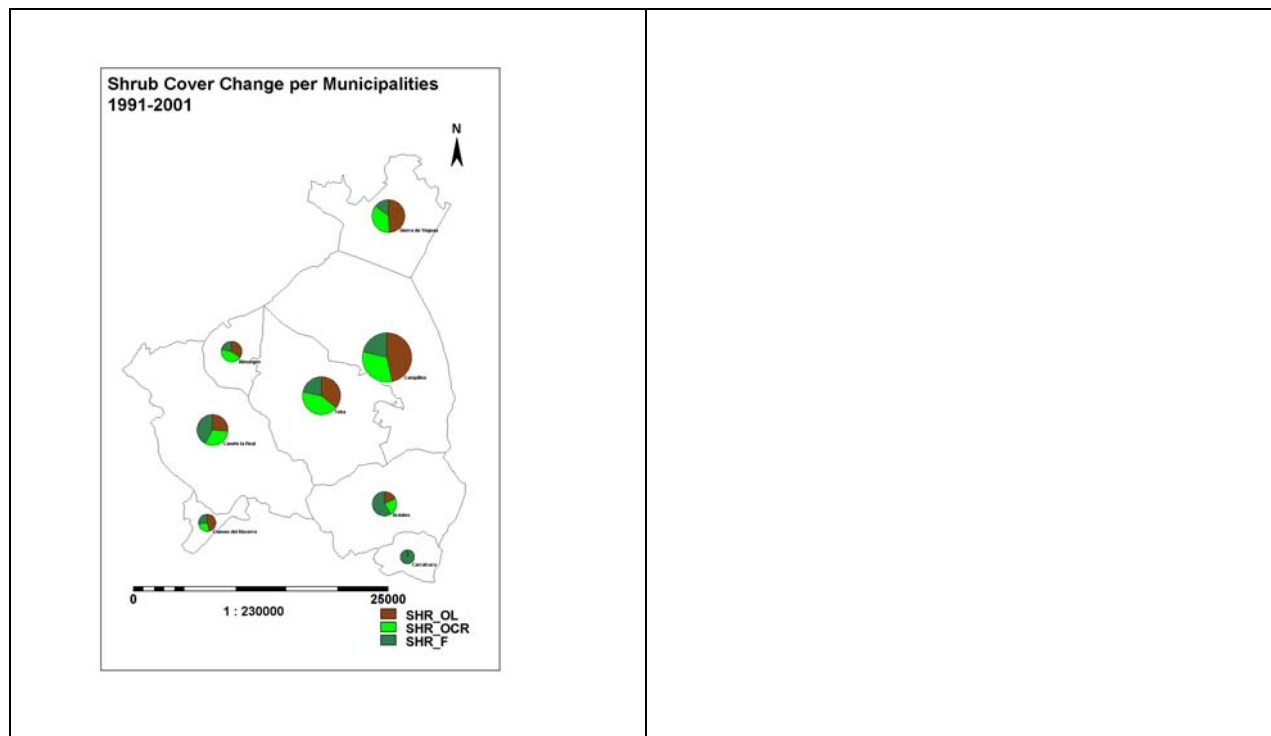 Shrub Cover Change per Municipalities
1991-2001
N
Sierra de Yeguas
Campillos
Almargen
Teba
Cañete la Real
Ardales
Cuevas del Becerro
Carratraca
0 25000
1 : 230000
SHR_OL
SHR_OCR
SHR_F